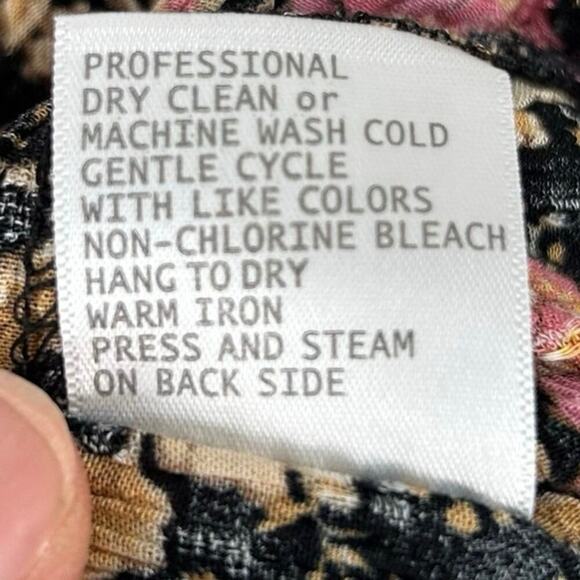 PROFESSIONAL
DRY CLEAN or
MACHINE WASH COLD
GENTLE CYCLE
WITH LIKE COLORS
NON-CHLORINE BLEACH
HANG TO DRY
WARM IRON
PRESS AND STEAM
ON BACK SIDE